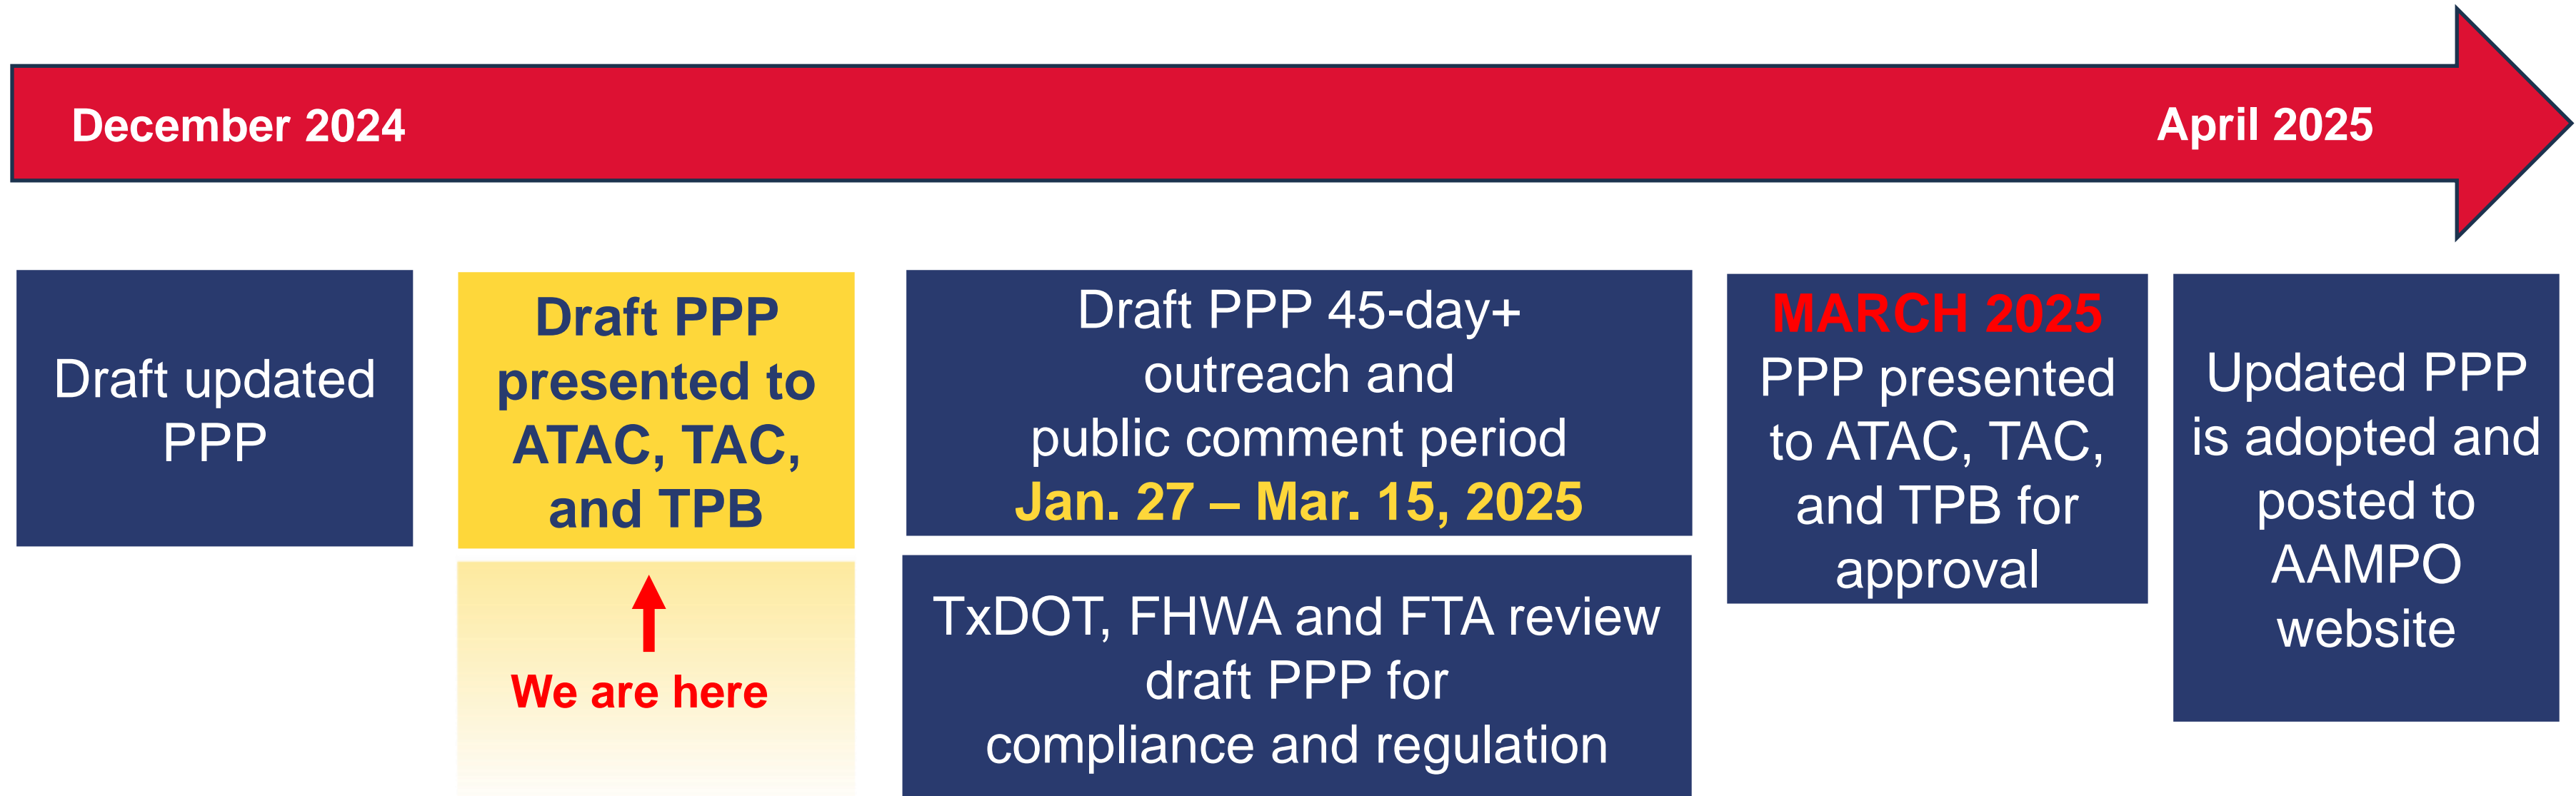 December 2024
April 2025
Draft updated
PPP
Draft PPP
presented to
ATAC, TAC,
and TPB
We are here
Draft PPP 45-day+
outreach and
public comment period
Jan. 27 – Mar. 15, 2025
TxDOT, FHWA and FTA review
draft PPP for
compliance and regulation
MARCH 2025
PPP presented
to ATAC, TAC,
and TPB for
approval
Updated PPP
is adopted and
posted to
AAMPO
website